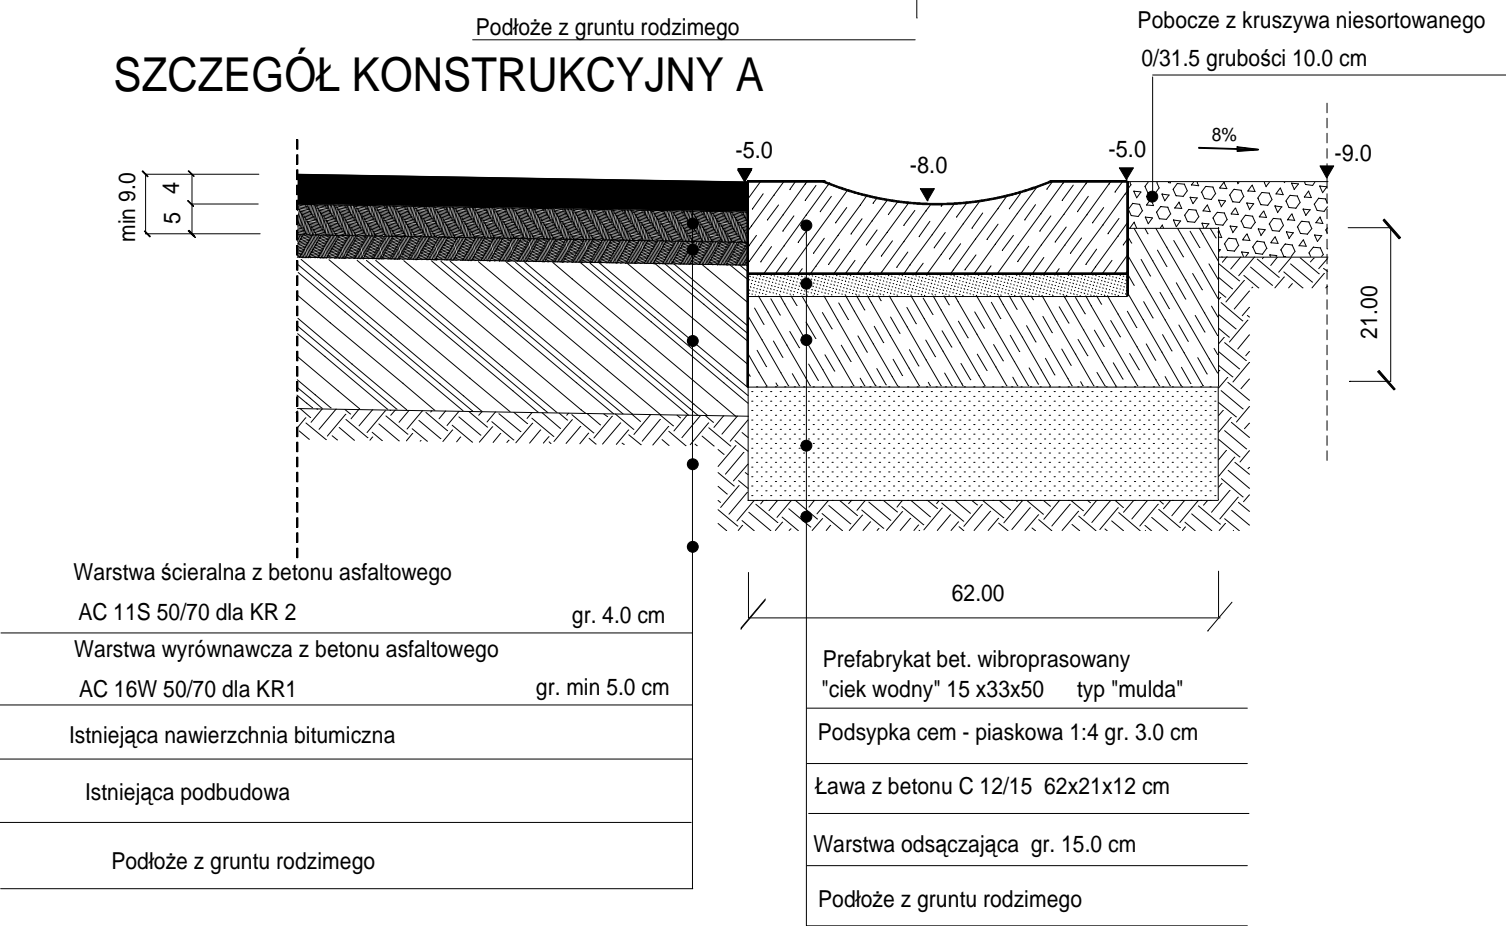 Podłoże z gruntu rodzimego
Pobocze z kruszywa niesortowanego
0/31.5 grubości 10.0 cm
SZCZEGÓŁ KONSTRUKCYJNY A
min 9.0
4
5
-5.0
-8.0
-5.0
8%
-9.0
21.00
62.00
Warstwa ścieralna z betonu asfaltowego
AC 11S 50/70 dla KR 2 gr. 4.0 cm
Warstwa wyrównawcza z betonu asfaltowego
AC 16W 50/70 dla KR1 gr. min 5.0 cm
Istniejąca nawierzchnia bitumiczna
Istniejąca podbudowa
Podłoże z gruntu rodzimego
Prefabrykat bet. wibroprasowany
"ciek wodny" 15 x33x50 typ "mulda"
Podsypka cem - piaskowa 1:4 gr. 3.0 cm
Ława z betonu C 12/15 62x21x12 cm
Warstwa odsączająca gr. 15.0 cm
Podłoże z gruntu rodzimego